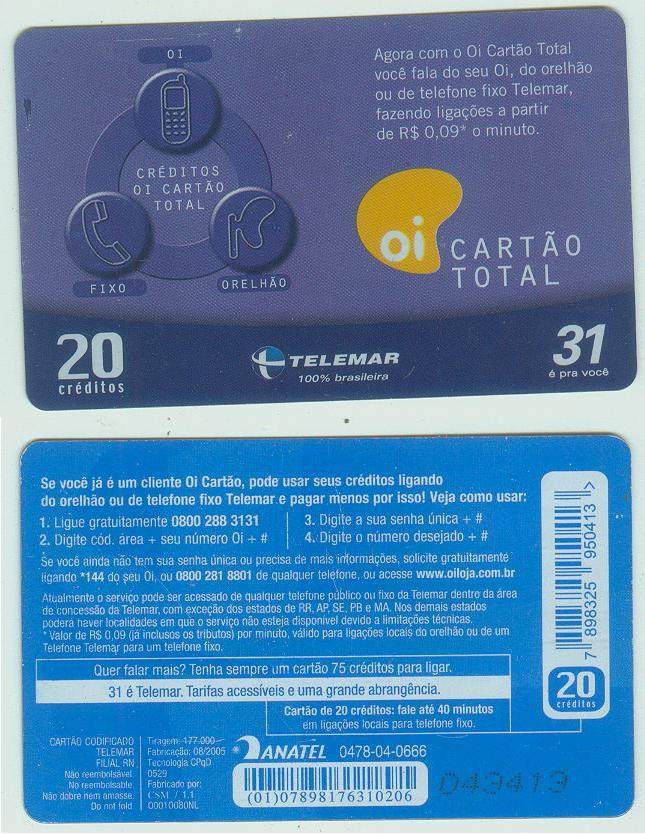 OI
Agora com o Oi Cartão Total
você fala do seu Oi, do orelhão
ou de telefone fixo Telemar,
fazendo ligações a partir
de R$ 0,09* o minuto.
CRÉDITOS
OI CARTÃO
TOTAL
FIXO
ORELHÃO
oi CARTÃO
TOTAL
20
créditos
TELEMAR
100% brasileira
31
é pra você
Se você já é um cliente Oi Cartão, pode usar seus créditos ligando
do orelhão ou de telefone fixo Telemar e pagar menos por isso! Veja como usar:
1. Ligue gratuitamente 0800 288 3131
2. Digite cód. área + seu número Oi + #
3. Digite a sua senha única + #
4. Digite o número desejado + #
Se você ainda não tem sua senha única ou precisa de mais informações, solicite gratuitamente
ligando *144 do seu Oi, ou 0800 281 8801 de qualquer telefone, ou acesse www.oiloja.com.br
Atualmente o serviço pode ser acessado de qualquer telefone público ou fixo da Telemar dentro da área
de concessão da Telemar, com exceção dos estados de RR, AP, SE, PB e MA. Nos demais estados
poderá haver localidades em que o serviço não esteja disponível devido a limitações técnicas.
* Valor de R$ 0,09 (já inclusos os tributos) por minuto, válido para ligações locais do orelhão ou de um
Telefone Telemar para um telefone fixo.
Quer falar mais? Tenha sempre um cartão 75 créditos para ligar.
31 é Telemar. Tarifas acessíveis e uma grande abrangência.
Cartão de 20 créditos: fale até 40 minutos
em ligações locais para telefone fixo.
7 898325 950413 >
20
créditos
CARTÃO CODIFICADO
TELEMAR
FILIAL RN
Não reembolsável.
No reembolsable.
Não dobre nem amasse.
Do not fold
Tiragem: 177.000
Fabricação: 08/2005
Tecnologia CPqD
0529
Fabricado por:
CSM / 1.1
00010080NL
ANATEL 0478-04-0666
(01)07898176310206
043413